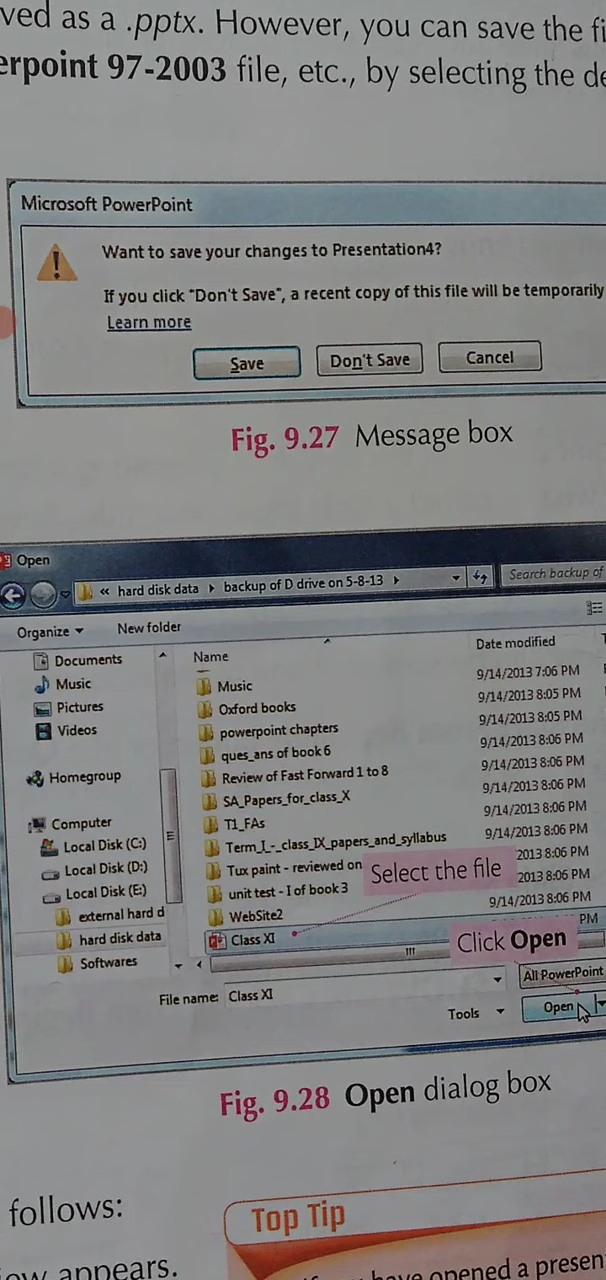 ved as a .pptx. However, you can save the fi
erpoint 97-2003 file, etc., by selecting the de
Microsoft PowerPoint
Want to save your changes to Presentation4?
If you click "Don't Save", a recent copy of this file will be temporarily
Learn more
Save Don't Save Cancel
Fig. 9.27 Message box
Open
« hard disk data backup of D drive on 5-8-13 Search backup of
Organize New folder
Name Date modified
Documents
Music
Pictures
Videos
Homegroup
Computer
Local Disk (C:)
Local Disk (D:)
Local Disk (E:)
external hard d
hard disk data
Softwares
Music 9/14/2013 7:06 PM
Oxford books 9/14/2013 8:05 PM
powerpoint chapters 9/14/2013 8:05 PM
ques_ans of book 6 9/14/2013 8:06 PM
Review of Fast Forward 1 to 8 9/14/2013 8:06 PM
SA_Papers_for_class_X 9/14/2013 8:06 PM
T1_FAs 9/14/2013 8:06 PM
Term_I_-_class_IX_papers_and_syllabus 9/14/2013 8:06 PM
Tux paint - reviewed on 2013 8:06 PM
unit test - I of book 3 2013 8:06 PM
WebSite2 9/14/2013 8:06 PM
Class XI PM
Select the file
Click Open
File name: Class XI All PowerPoint
Tools Open
Fig. 9.28 Open dialog box
follows:
ow appears.
Top Tip
have opened a presen